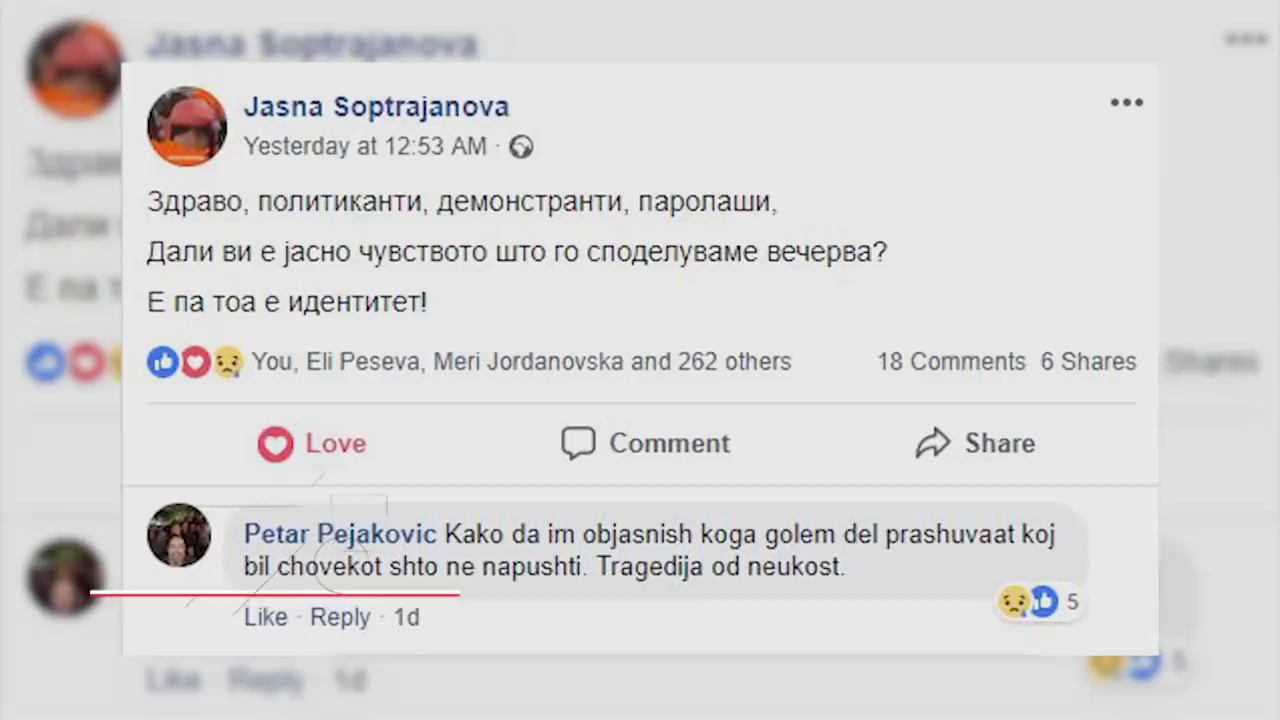 Jasna Soptrajanova
Jasna Soptrajanova
Yesterday at 12:53 AM ·
Здраво, политиканти, демонстранти, паролаши,
Дали ви е јасно чувството што го споделуваме вечерва?
Е па тоа е идентитет!
You, Eli Peseva, Meri Jordanovska and 262 others 18 Comments 6 Shares
Shares
Love Comment Share
Petar Pejakovic Kako da im objasnish koga golem del prashuvaat koj
bil chovekot shto ne napushti. Tragedija od neukost.
5
Like · Reply · 1d
Like Reply 1d